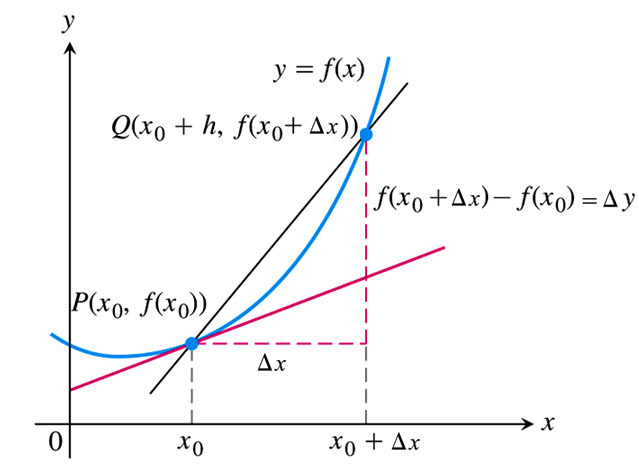 y
y = f(x)
Q(x₀ + h, f(x₀+ Δx))
f(x₀ + Δx) − f(x₀) = Δy
P(x₀, f(x₀))
Δx
0
x₀
x₀ + Δx
x